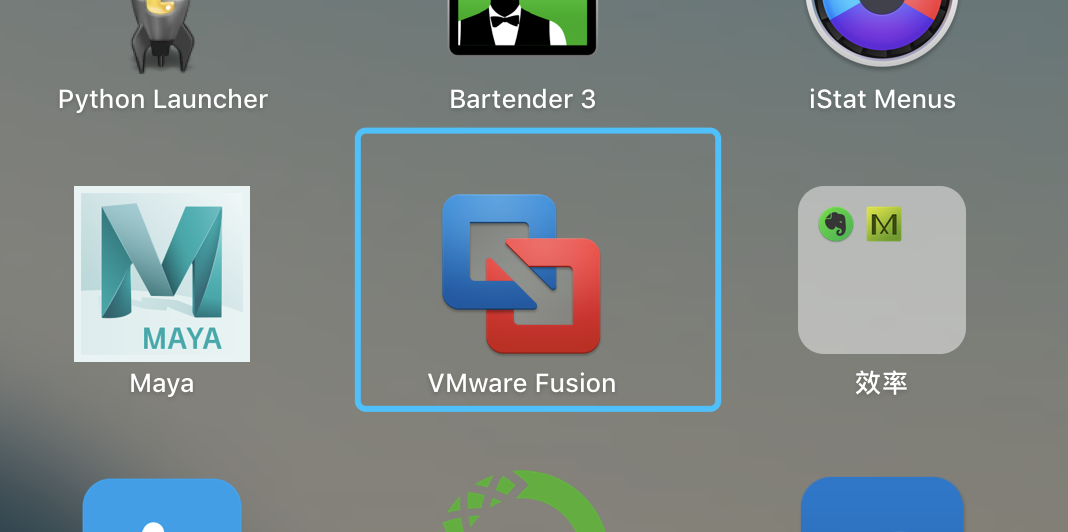 Python Launcher
Bartender 3
iStat Menus
MAYA
Maya
VMware Fusion
效率